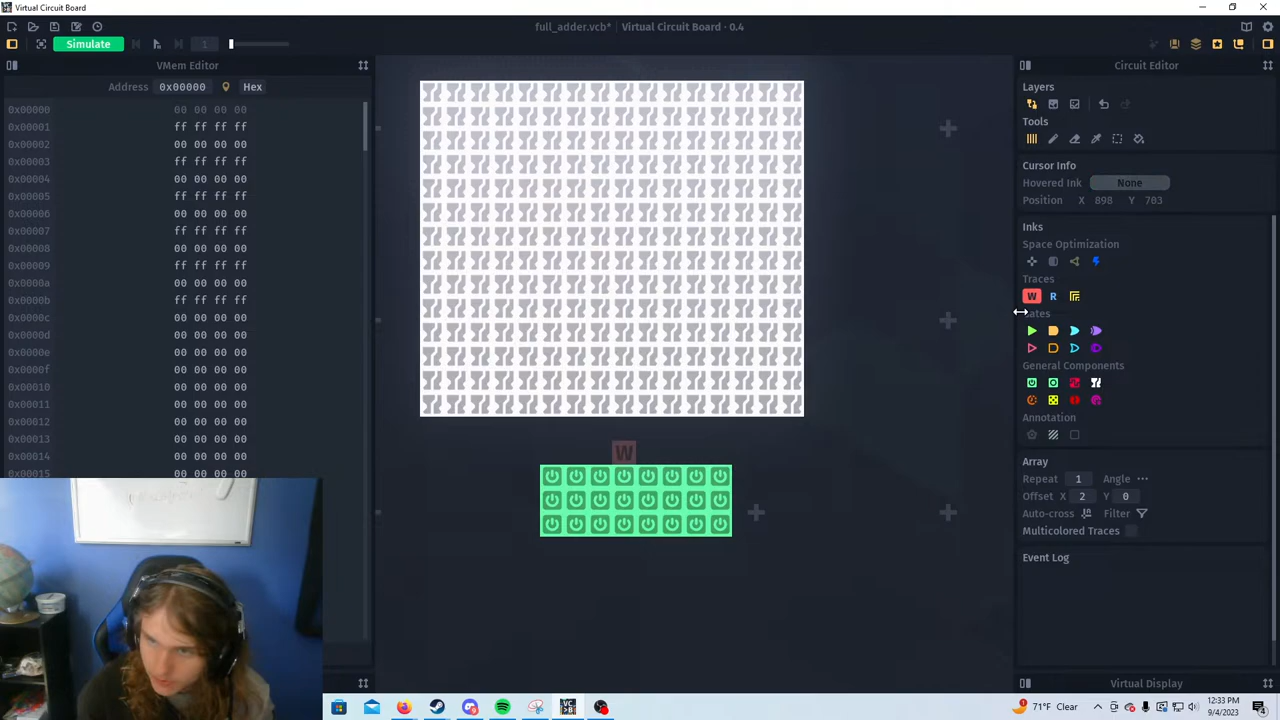 Virtual Circuit Board
full_adder.vcb* Virtual Circuit Board · 0.4
Simulate 1
VMem Editor
Address 0x00000 Hex
0x00000 00 00 00 00
0x00001 ff ff ff ff
0x00002 00 00 00 00
0x00003 ff ff ff ff
0x00004 00 00 00 00
0x00005 ff ff ff ff
0x00006 00 00 00 00
0x00007 ff ff ff ff
0x00008 00 00 00 00
0x00009 ff ff ff ff
0x0000a 00 00 00 00
0x0000b ff ff ff ff
0x0000c 00 00 00 00
0x0000d 00 00 00 00
0x0000e 00 00 00 00
0x0000f 00 00 00 00
0x00010 00 00 00 00
0x00011 00 00 00 00
0x00012 00 00 00 00
0x00013 00 00 00 00
0x00014 00 00 00 00
0x00015 00 00 00 00
W
Circuit Editor
Layers
Tools
Cursor Info
Hovered Ink None
Position X 898 Y 703
Inks
Space Optimization
Traces
W R
Gates
General Components
Annotation
Array
Repeat 1 Angle ...
Offset X 2 Y 0
Auto-cross Filter
Multicolored Traces
Event Log
Virtual Display
71°F Clear
12:33 PM
9/4/2023